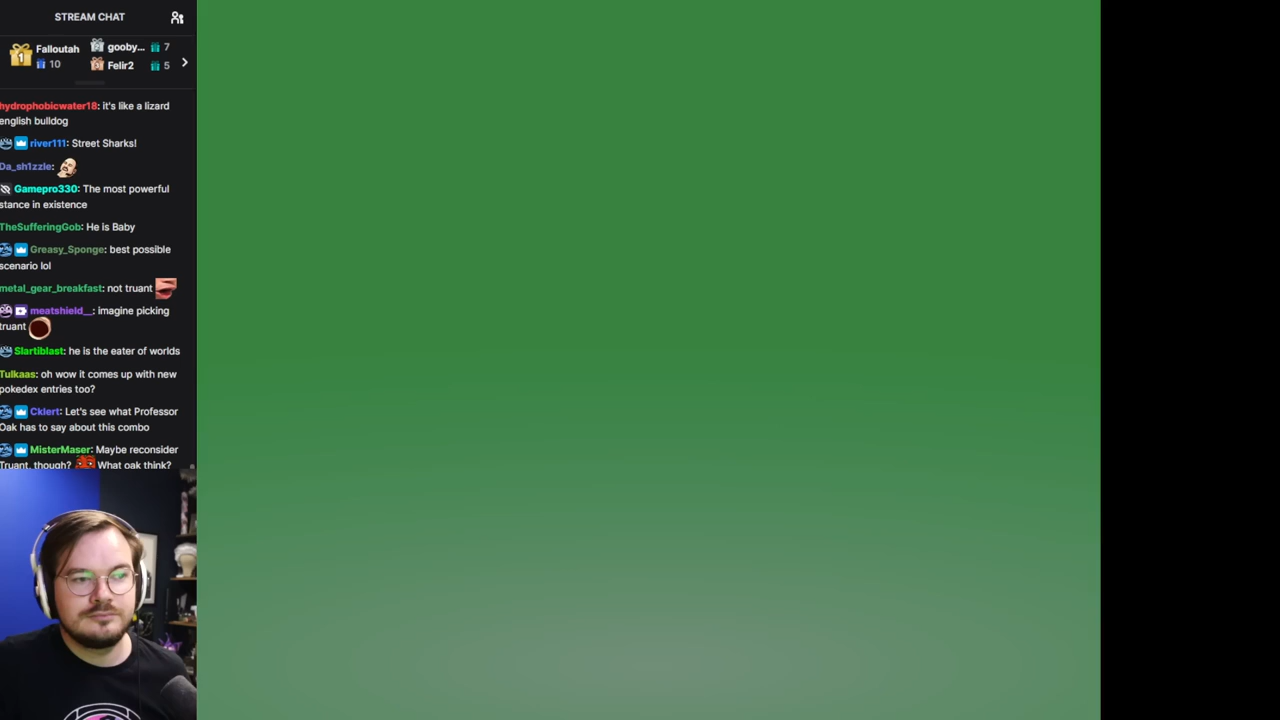 STREAM CHAT
1
Falloutah
10
gooby... 7
Felir2 5
hydrophobicwater18: it's like a lizard
english bulldog
river111: Street Sharks!
Da_sh1zzle:
Gamepro330: The most powerful
stance in existence
TheSufferingGob: He is Baby
Greasy_Sponge: best possible
scenario lol
metal_gear_breakfast: not truant
meatshield__: imagine picking
truant
Slartiblast: he is the eater of worlds
Tulkaas: oh wow it comes up with new
pokedex entries too?
Cklert: Let's see what Professor
Oak has to say about this combo
MisterMaser: Maybe reconsider
Truant, though? What oak think?